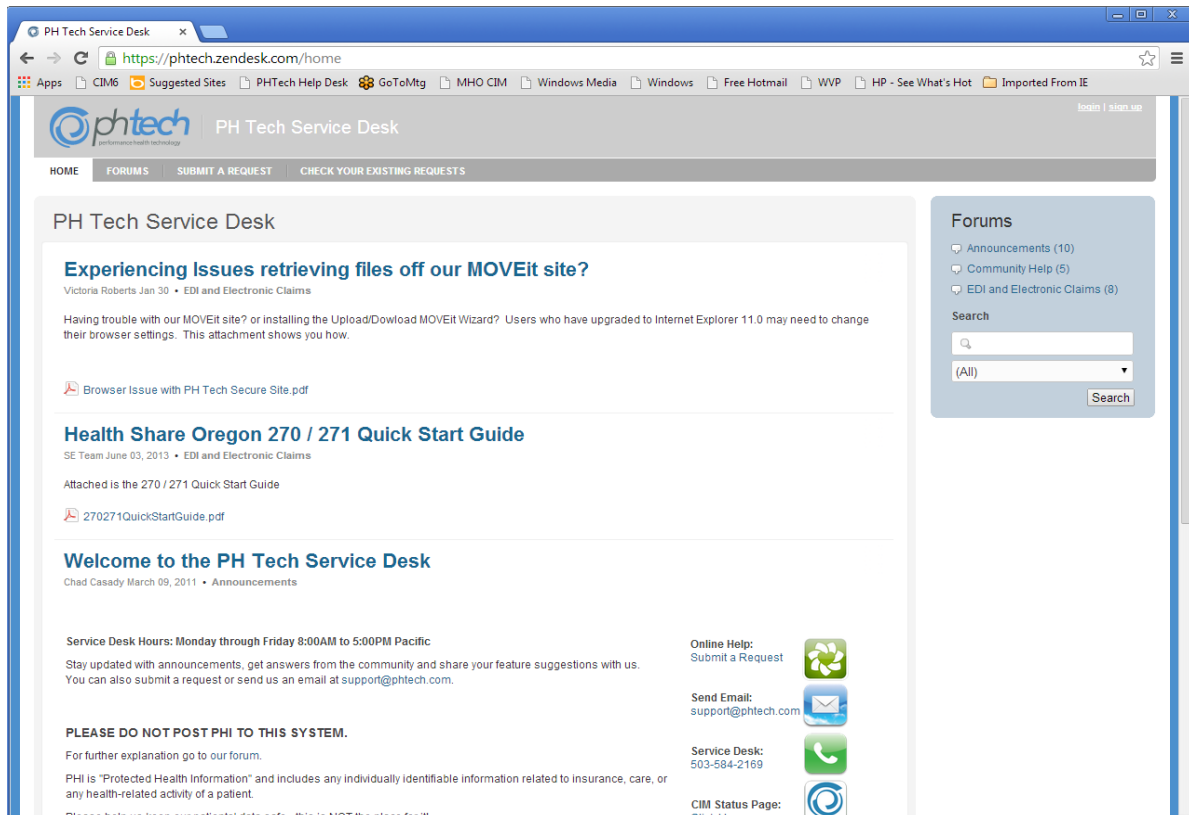 PH Tech Service Desk
https://phtech.zendesk.com/home
Apps CIM6 Suggested Sites PHTech Help Desk GoToMtg MHO CIM Windows Media Windows Free Hotmail WVP HP - See What's Hot Imported From IE
login | sign up
phtech PH Tech Service Desk
performance health technology
HOME FORUMS SUBMIT A REQUEST CHECK YOUR EXISTING REQUESTS
PH Tech Service Desk
Experiencing Issues retrieving files off our MOVEit site?
Victoria Roberts Jan 30 • EDI and Electronic Claims
Having trouble with our MOVEit site? or installing the Upload/Dowload MOVEit Wizard? Users who have upgraded to Internet Explorer 11.0 may need to change
their browser settings. This attachment shows you how.
Browser Issue with PH Tech Secure Site.pdf
Health Share Oregon 270 / 271 Quick Start Guide
SE Team June 03, 2013 • EDI and Electronic Claims
Attached is the 270 / 271 Quick Start Guide
270271QuickStartGuide.pdf
Welcome to the PH Tech Service Desk
Chad Casady March 09, 2011 • Announcements
Service Desk Hours: Monday through Friday 8:00AM to 5:00PM Pacific
Stay updated with announcements, get answers from the community and share your feature suggestions with us.
You can also submit a request or send us an email at support@phtech.com.
PLEASE DO NOT POST PHI TO THIS SYSTEM.
For further explanation go to our forum.
PHI is "Protected Health Information" and includes any individually identifiable information related to insurance, care, or
any health-related activity of a patient.
Online Help:
Submit a Request
Send Email:
support@phtech.com
Service Desk:
503-584-2169
CIM Status Page:
Forums
Announcements (10)
Community Help (5)
EDI and Electronic Claims (8)
Search
(All)
Search